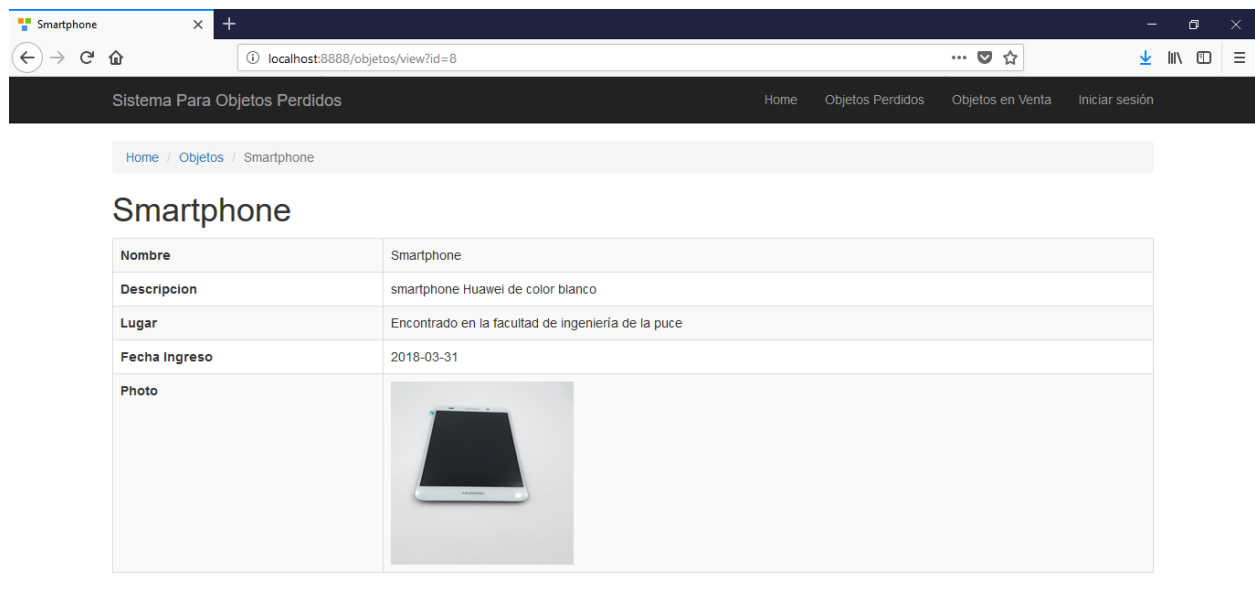 Smartphone
localhost:8888/objetos/view?id=8
Sistema Para Objetos Perdidos Home Objetos Perdidos Objetos en Venta Iniciar sesión
Home / Objetos / Smartphone
Smartphone
Nombre Smartphone
Descripcion smartphone Huawei de color blanco
Lugar Encontrado en la facultad de ingeniería de la puce
Fecha Ingreso 2018-03-31
Photo